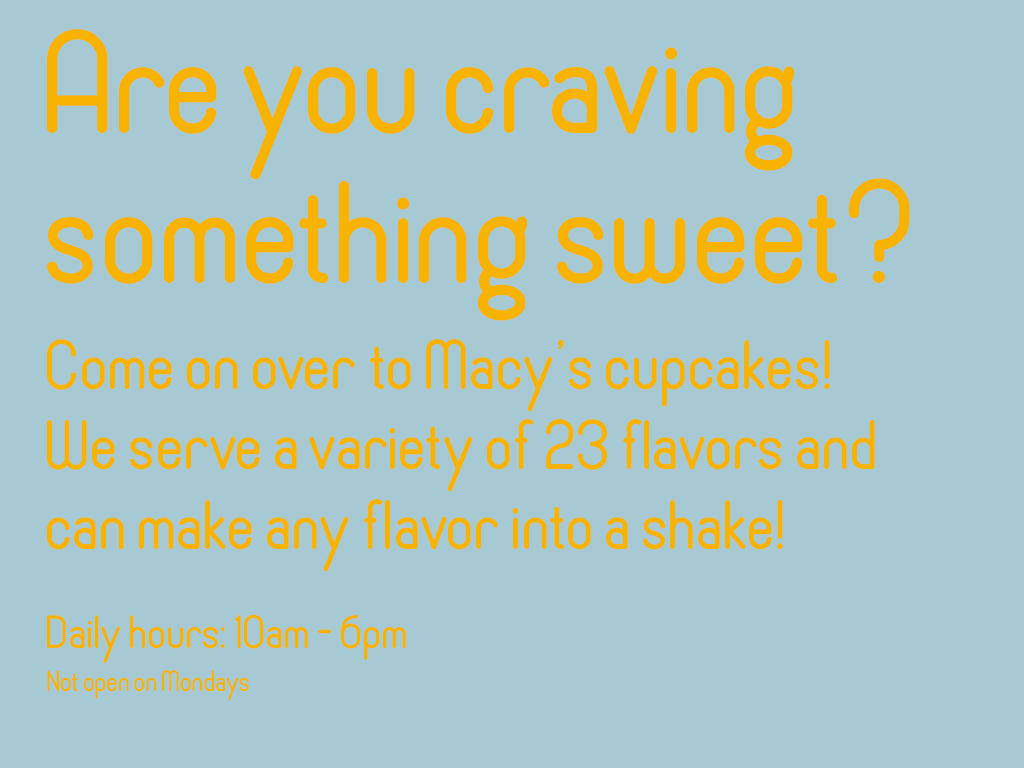 Are you craving
something sweet?
Come on over to Macy's cupcakes!
We serve a variety of 23 flavors and
can make any flavor into a shake!
Daily hours: 10am - 6pm
Not open on Mondays